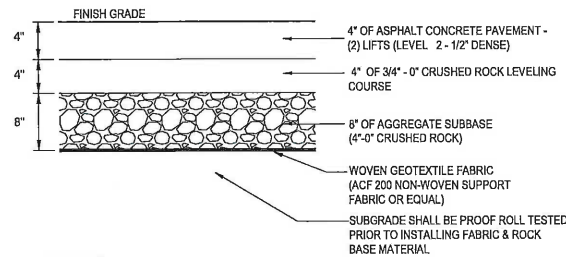 FINISH GRADE
4"
4"
8"
4" OF ASPHALT CONCRETE PAVEMENT -
(2) LIFTS (LEVEL 2 - 1/2" DENSE)
4" OF 3/4" - 0" CRUSHED ROCK LEVELING
COURSE
8" OF AGGREGATE SUBBASE
(4"-0" CRUSHED ROCK)
WOVEN GEOTEXTILE FABRIC
(ACF 200 NON-WOVEN SUPPORT
FABRIC OR EQUAL)
SUBGRADE SHALL BE PROOF ROLL TESTED
PRIOR TO INSTALLING FABRIC & ROCK
BASE MATERIAL